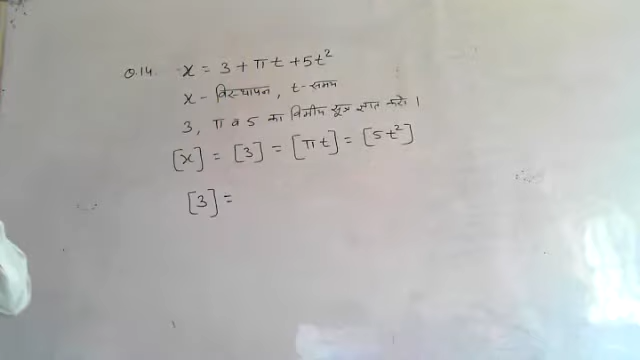 Q.14. x = 3 + πt + 5t²
x - विस्थापन, t - समय
3, π व 5 का विमीय सूत्र ज्ञात करो।
[x] = [3] = [πt] = [5t²]
[3] =